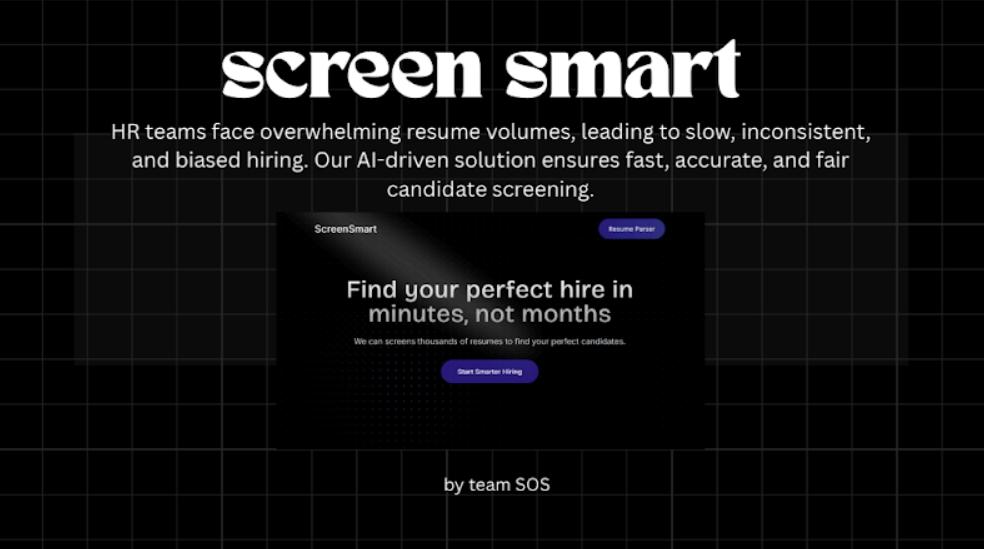 screen smart
HR teams face overwhelming resume volumes, leading to slow, inconsistent,
and biased hiring. Our AI-driven solution ensures fast, accurate, and fair
candidate screening.
ScreenSmart
Resume Parser
Find your perfect hire in
minutes, not months
We can screens thousands of resumes to find your perfect candidates.
Start Smarter Hiring
by team SOS